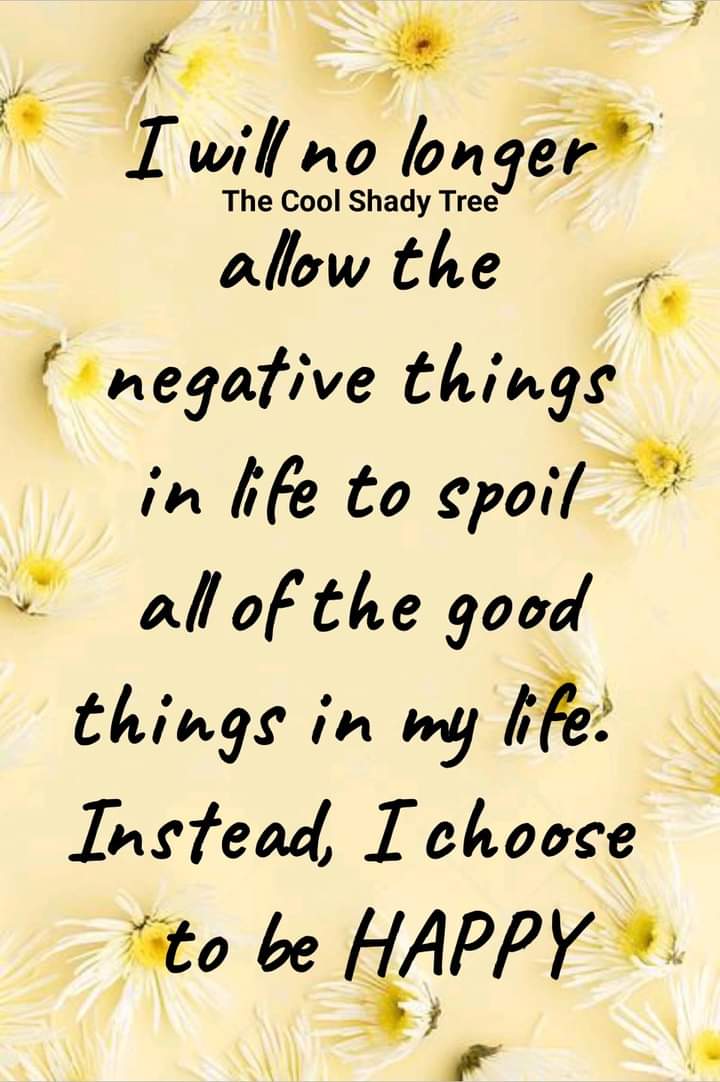 I will no longer
The Cool Shady Tree
allow the
negative things
in life to spoil
all of the good
things in my life.
Instead, I choose
to be HAPPY